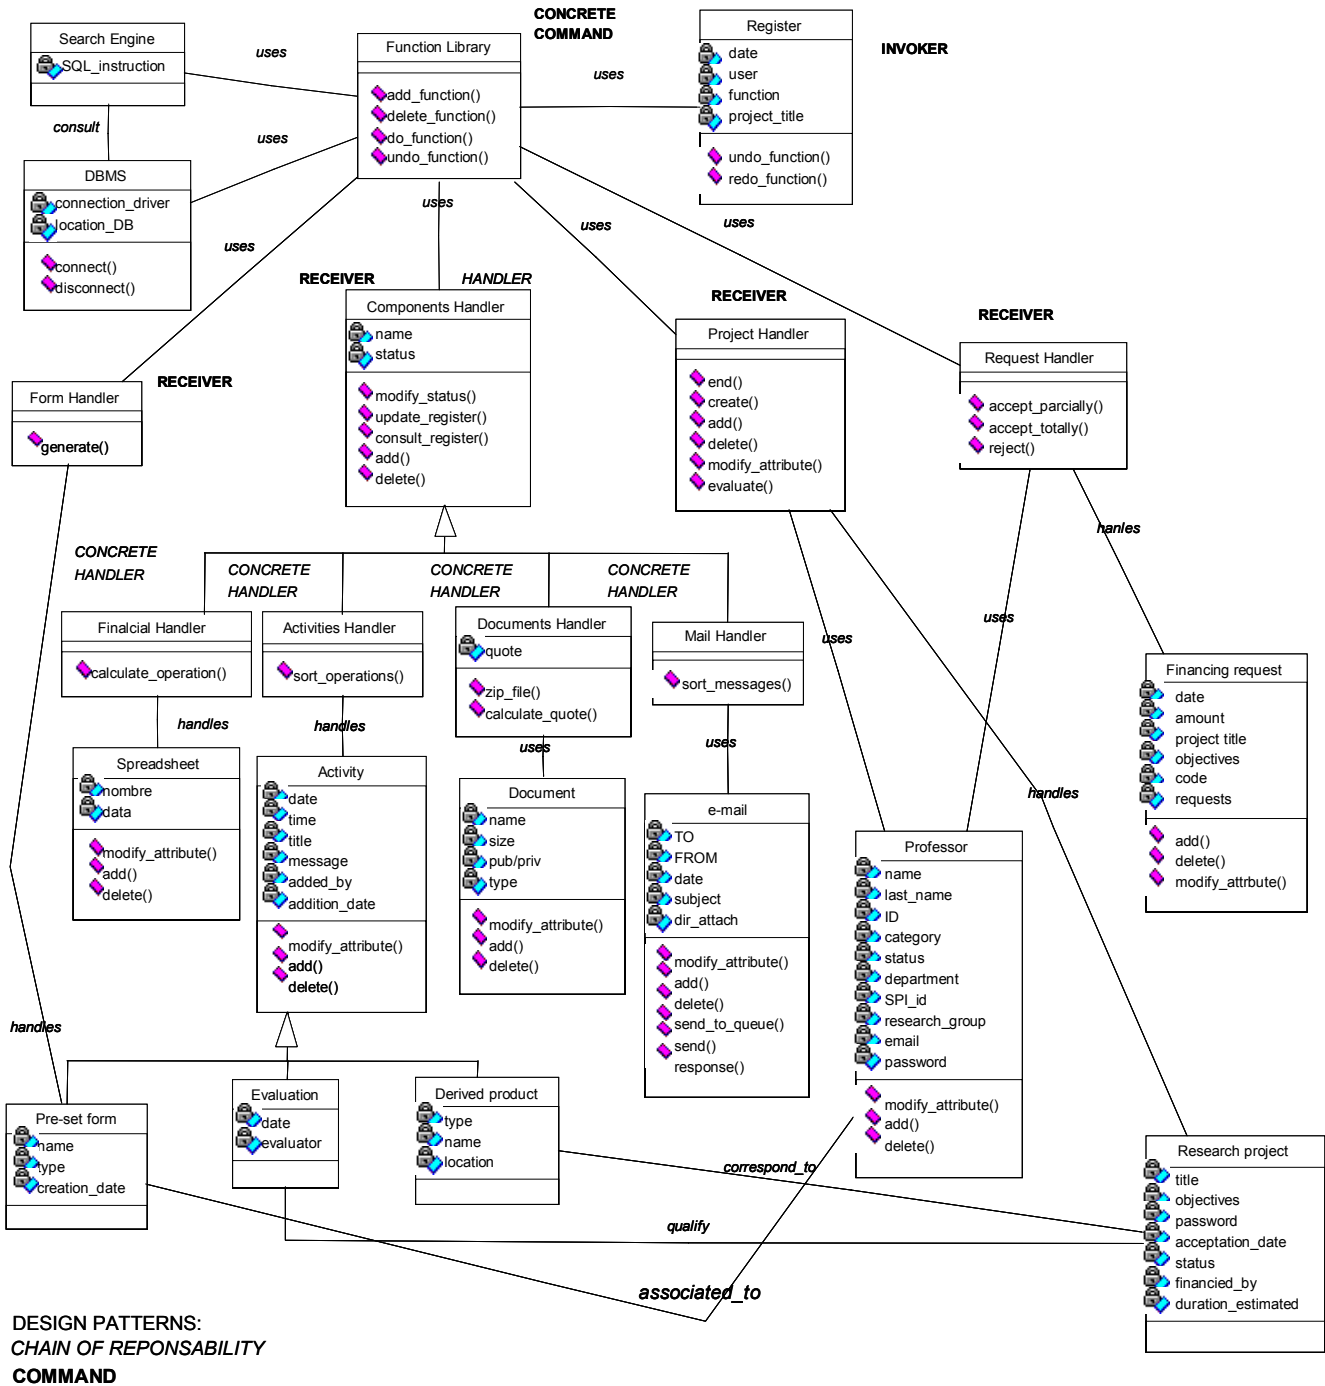 Search Engine
SQL_instruction
uses
consult
DBMS
connection_driver
location_DB
connect()
disconnect()
uses
Function Library
add_function()
delete_function()
do_function()
undo_function()
CONCRETE
COMMAND
uses
Register
date
user
function
project_title
undo_function()
redo_function()
INVOKER
uses
uses
uses
uses
RECEIVER
HANDLER
Components Handler
name
status
modify_status()
update_register()
consult_register()
add()
delete()
RECEIVER
Project Handler
end()
create()
add()
delete()
modify_attribute()
evaluate()
RECEIVER
Request Handler
accept_parcially()
accept_totally()
reject()
Form Handler
generate()
RECEIVER
hanles
CONCRETE
HANDLER
CONCRETE
HANDLER
CONCRETE
HANDLER
CONCRETE
HANDLER
Finalcial Handler
calculate_operation()
Activities Handler
sort_operations()
Documents Handler
quote
zip_file()
calculate_quote()
Mail Handler
sort_messages()
uses
uses
Financing request
date
amount
project title
objectives
code
requests
add()
delete()
modify_attrbute()
handles
handles
uses
uses
Spreadsheet
nombre
data
modify_attribute()
add()
delete()
Activity
date
time
title
message
added_by
addition_date
modify_attribute()
add()
delete()
Document
name
size
pub/priv
type
modify_attribute()
add()
delete()
e-mail
TO
FROM
date
subject
dir_attach
modify_attribute()
add()
delete()
send_to_queue()
send()
response()
handles
Professor
name
last_name
ID
category
status
department
SPI_id
research_group
email
password
modify_attribute()
add()
delete()
handles
Pre-set form
name
type
creation_date
Evaluation
date
evaluator
Derived product
type
name
location
correspond_to
qualify
associated_to
Research project
title
objectives
password
acceptation_date
status
financied_by
duration_estimated
DESIGN PATTERNS:
CHAIN OF REPONSABILITY
COMMAND